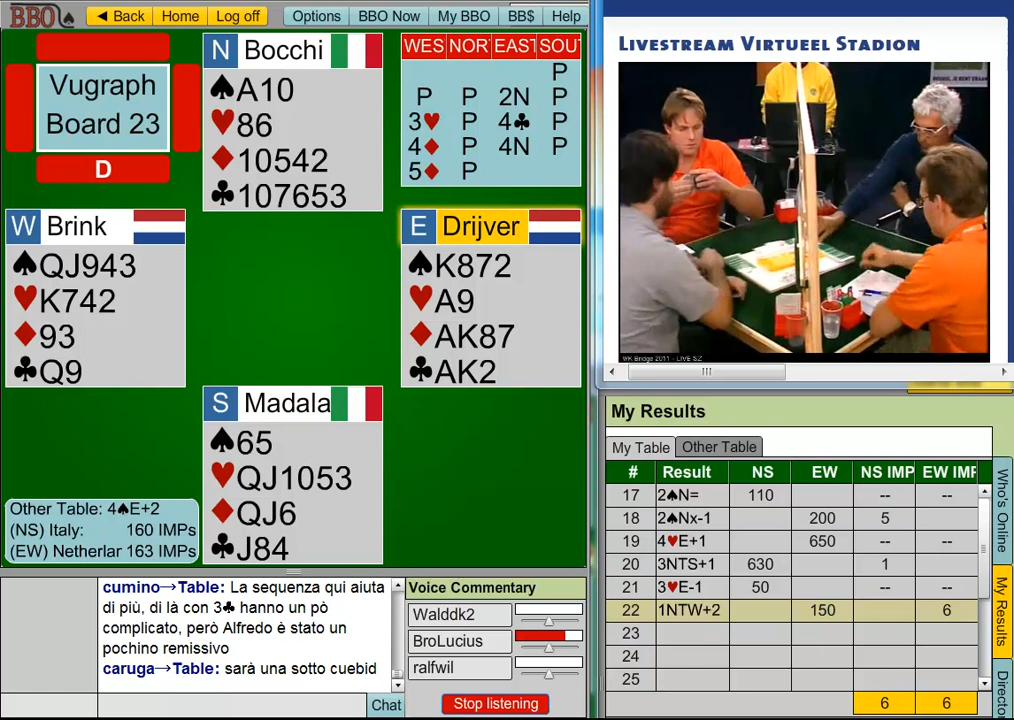 BBO ◄ Back Home Log off Options BBO Now My BBO BB$ Help
Vugraph
Board 23
D
N Bocchi
♠A10
♥86
♦10542
♣107653
WES NOR EAST SOU
P
P P 2N P
3♥ P 4♣ P
4♦ P 4N P
5♦ P
W Brink
♠QJ943
♥K742
♦93
♣Q9
E Drijver
♠K872
♥A9
♦AK87
♣AK2
S Madala
♠65
♥QJ1053
♦QJ6
♣J84
Other Table: 4♠E+2
(NS) Italy: 160 IMPs
(EW) Netherlar 163 IMPs
cumino→Table: La sequenza qui aiuta
di più, di là con 3♣ hanno un pò
complicato, però Alfredo è stato un
pochino remissivo
caruga→Table: sarà una sotto cuebid
Chat
Voice Commentary
Walddk2
BroLucius
ralfwil
Stop listening
Livestream Virtueel Stadion
WK Bridge 2011 - LIVE SZ
My Results
My Table Other Table
# Result NS EW NS IMP EW IMF
17 2♠N= 110 -- --
18 2♠Nx-1 200 5
19 4♥E+1 650 -- --
20 3NTS+1 630 1
21 3♥E-1 50 -- --
22 1NTW+2 150 6
23
24
25
6 6
Who's Online
My Results
Director